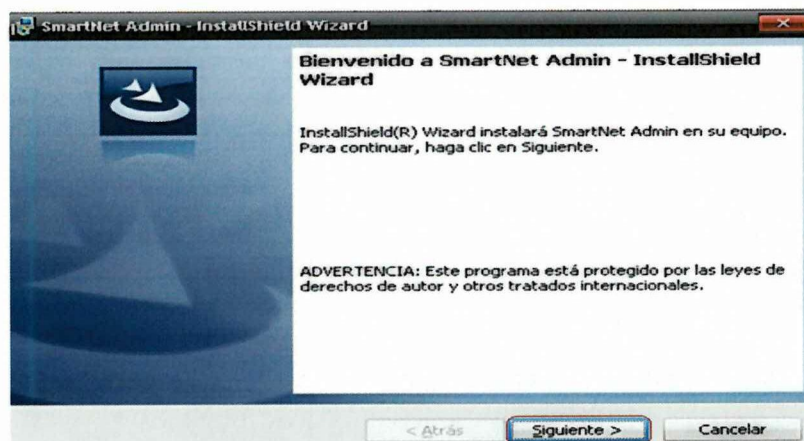 SmartNet Admin - InstallShield Wizard
Bienvenido a SmartNet Admin - InstallShield
Wizard
InstallShield(R) Wizard instalará SmartNet Admin en su equipo.
Para continuar, haga clic en Siguiente.
ADVERTENCIA: Este programa está protegido por las leyes de
derechos de autor y otros tratados internacionales.
< Atrás Siguiente > Cancelar